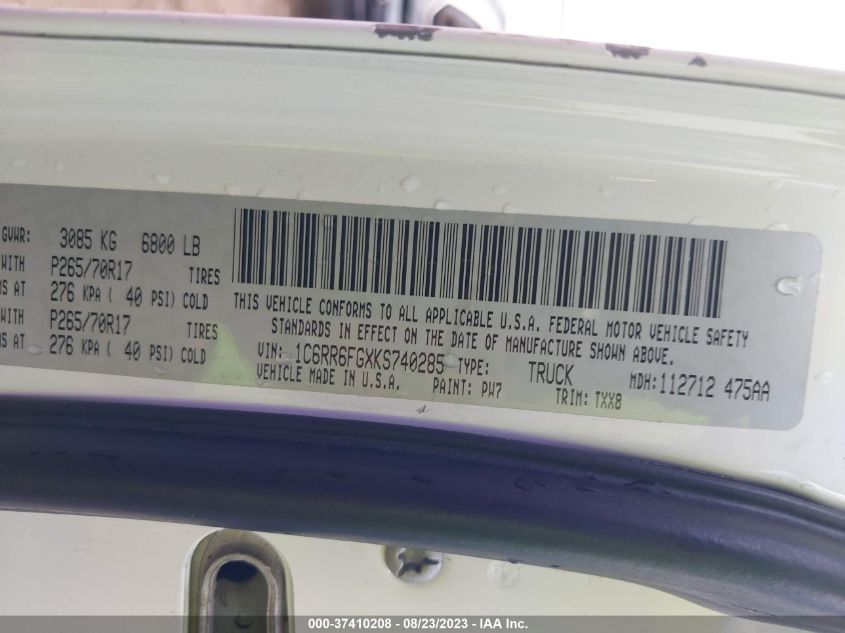 GVWR: 3085 KG 6800 LB
WITH P265/70R17 TIRES
AT 276 KPA ( 40 PSI) COLD
WITH P265/70R17 TIRES
AT 276 KPA ( 40 PSI) COLD
THIS VEHICLE CONFORMS TO ALL APPLICABLE U.S.A. FEDERAL MOTOR VEHICLE SAFETY
STANDARDS IN EFFECT ON THE DATE OF MANUFACTURE SHOWN ABOVE.
VIN: 1C6RR6FGXKS740285 TYPE: TRUCK MDH:112712 475AA
VEHICLE MADE IN U.S.A. PAINT: PW7 TRIM: TXX8
000-37410208 - 08/23/2023 - IAA Inc.